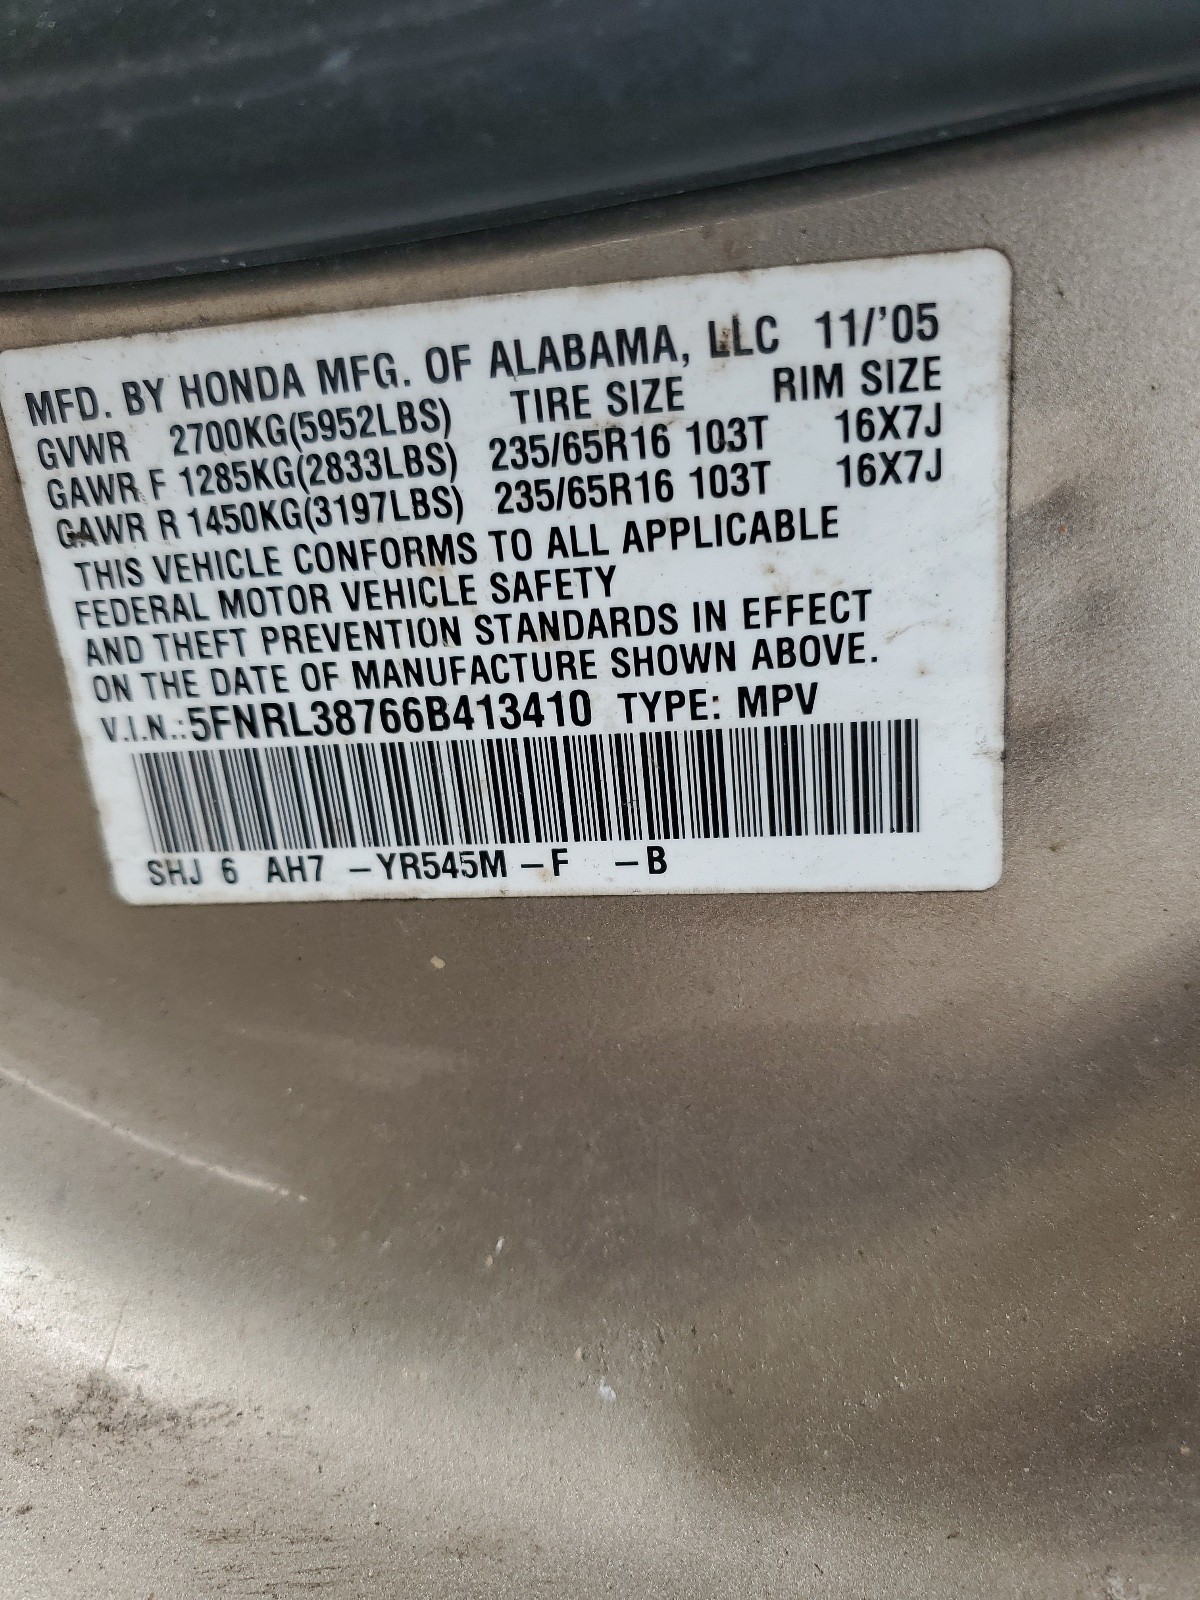 MFD. BY HONDA MFG. OF ALABAMA, LLC 11/'05
GVWR 2700KG(5952LBS) TIRE SIZE RIM SIZE
GAWR F 1285KG(2833LBS) 235/65R16 103T 16X7J
GAWR R 1450KG(3197LBS) 235/65R16 103T 16X7J
THIS VEHICLE CONFORMS TO ALL APPLICABLE
FEDERAL MOTOR VEHICLE SAFETY
AND THEFT PREVENTION STANDARDS IN EFFECT
ON THE DATE OF MANUFACTURE SHOWN ABOVE.
V.I.N.:5FNRL38766B413410 TYPE: MPV
SHJ 6 AH7 -YR545M -F -B